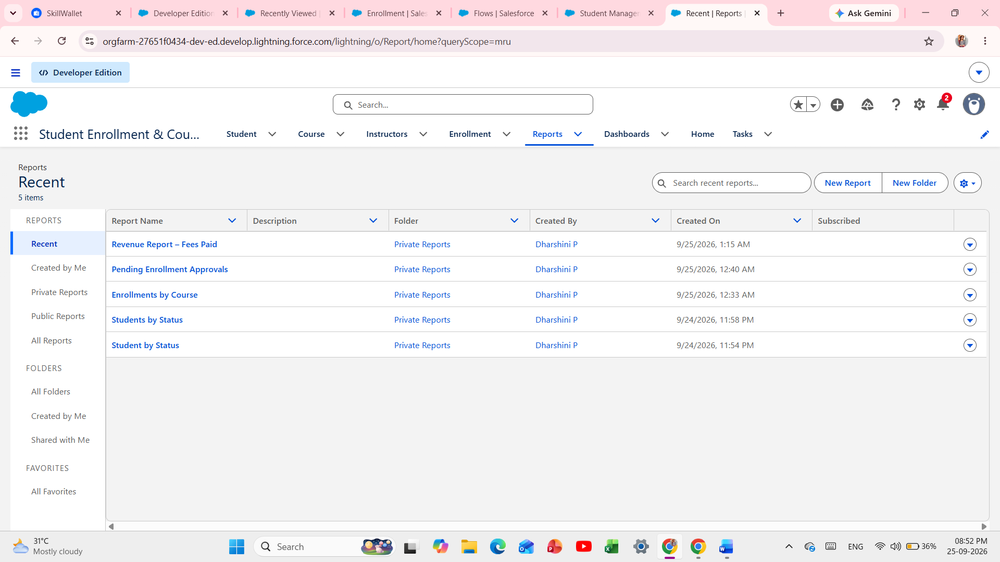 SkillWallet
Developer Edition
Recently Viewed |
Enrollment | Sales
Flows | Salesforce
Student Manager
Recent | Reports |
Ask Gemini
orgfarm-27651f0434-dev-ed.develop.lightning.force.com/lightning/o/Report/home?queryScope=mru
</> Developer Edition
Search...
2
Student Enrollment & Cou...
Student
Course
Instructors
Enrollment
Reports
Dashboards
Home
Tasks
Reports
Recent
5 items
Search recent reports...
New Report
New Folder
REPORTS
Recent
Created by Me
Private Reports
Public Reports
All Reports
FOLDERS
All Folders
Created by Me
Shared with Me
FAVORITES
All Favorites
Report Name Description Folder Created By Created On Subscribed
Revenue Report – Fees Paid Private Reports Dharshini P 9/25/2026, 1:15 AM
Pending Enrollment Approvals Private Reports Dharshini P 9/25/2026, 12:40 AM
Enrollments by Course Private Reports Dharshini P 9/25/2026, 12:33 AM
Students by Status Private Reports Dharshini P 9/24/2026, 11:58 PM
Student by Status Private Reports Dharshini P 9/24/2026, 11:54 PM
31°C
Mostly cloudy
Search
ENG
36%
08:52 PM
25-09-2026